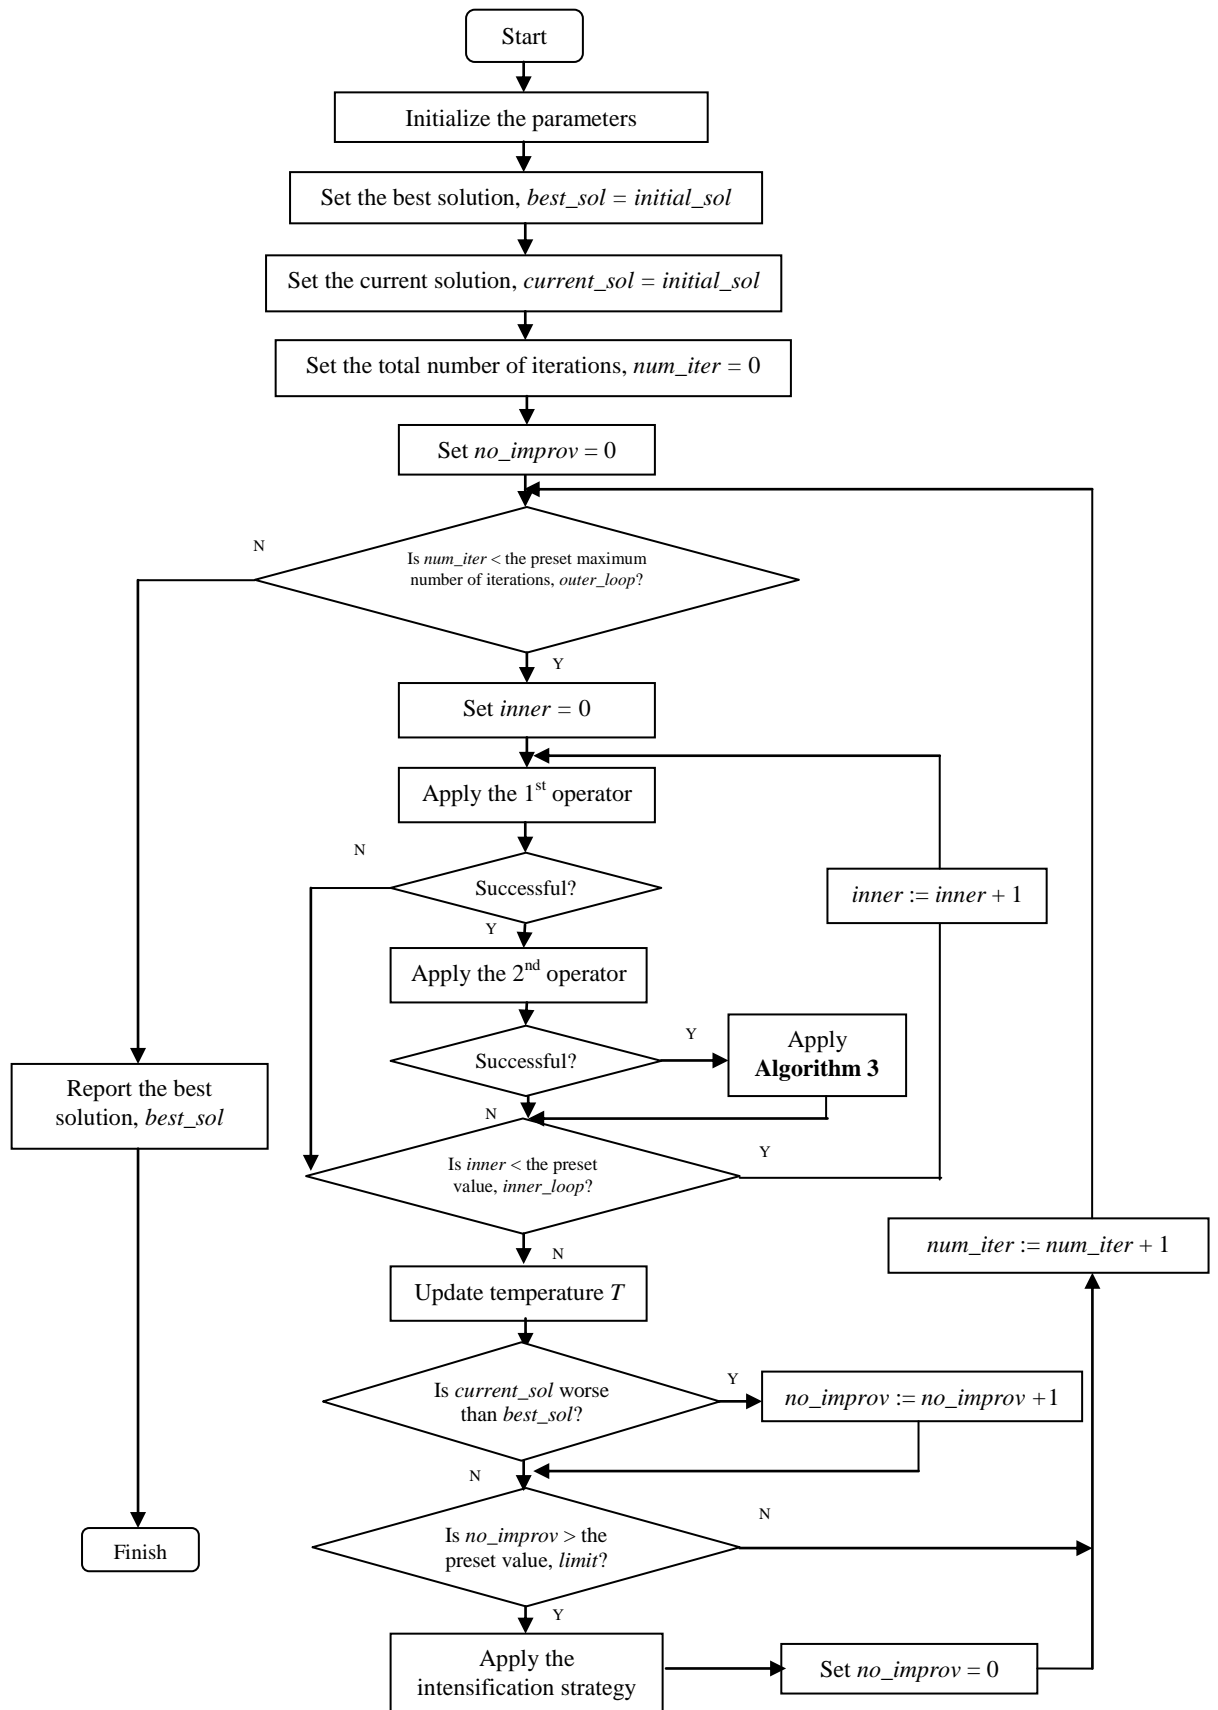 Start
Initialize the parameters
Set the best solution, best_sol = initial_sol
Set the current solution, current_sol = initial_sol
Set the total number of iterations, num_iter = 0
Set no_improv = 0
N
Is num_iter < the preset maximum
number of iterations, outer_loop?
Y
Set inner = 0
Apply the 1st operator
N
Successful?
inner := inner + 1
Y
Apply the 2nd operator
Successful?
Y
Apply
Algorithm 3
Report the best
solution, best_sol
N
Is inner < the preset
value, inner_loop?
Y
N
num_iter := num_iter + 1
Update temperature T
Is current_sol worse
than best_sol?
Y
no_improv := no_improv +1
N
Is no_improv > the
preset value, limit?
N
Finish
Y
Apply the
intensification strategy
Set no_improv = 0